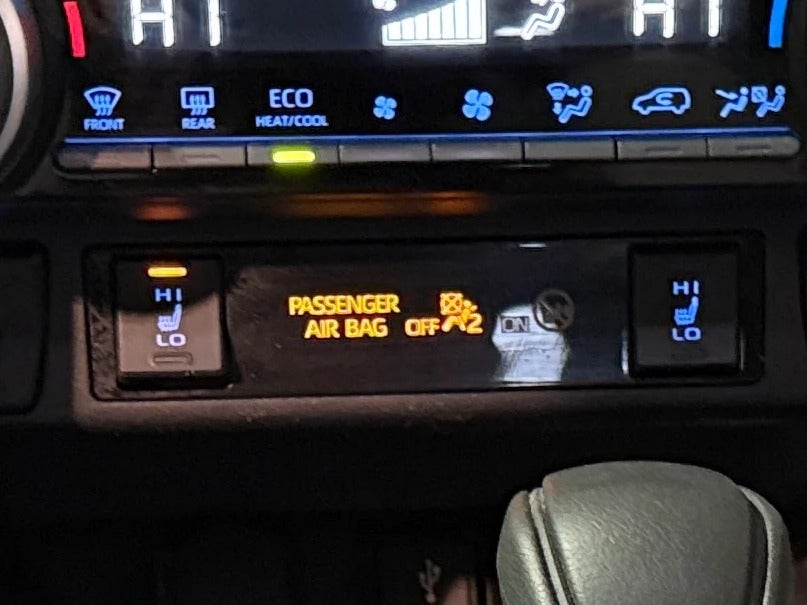 HI HI
FRONT REAR ECO
HEAT/COOL
HI
LO
PASSENGER
AIR BAG OFF 2 ON
HI
LO